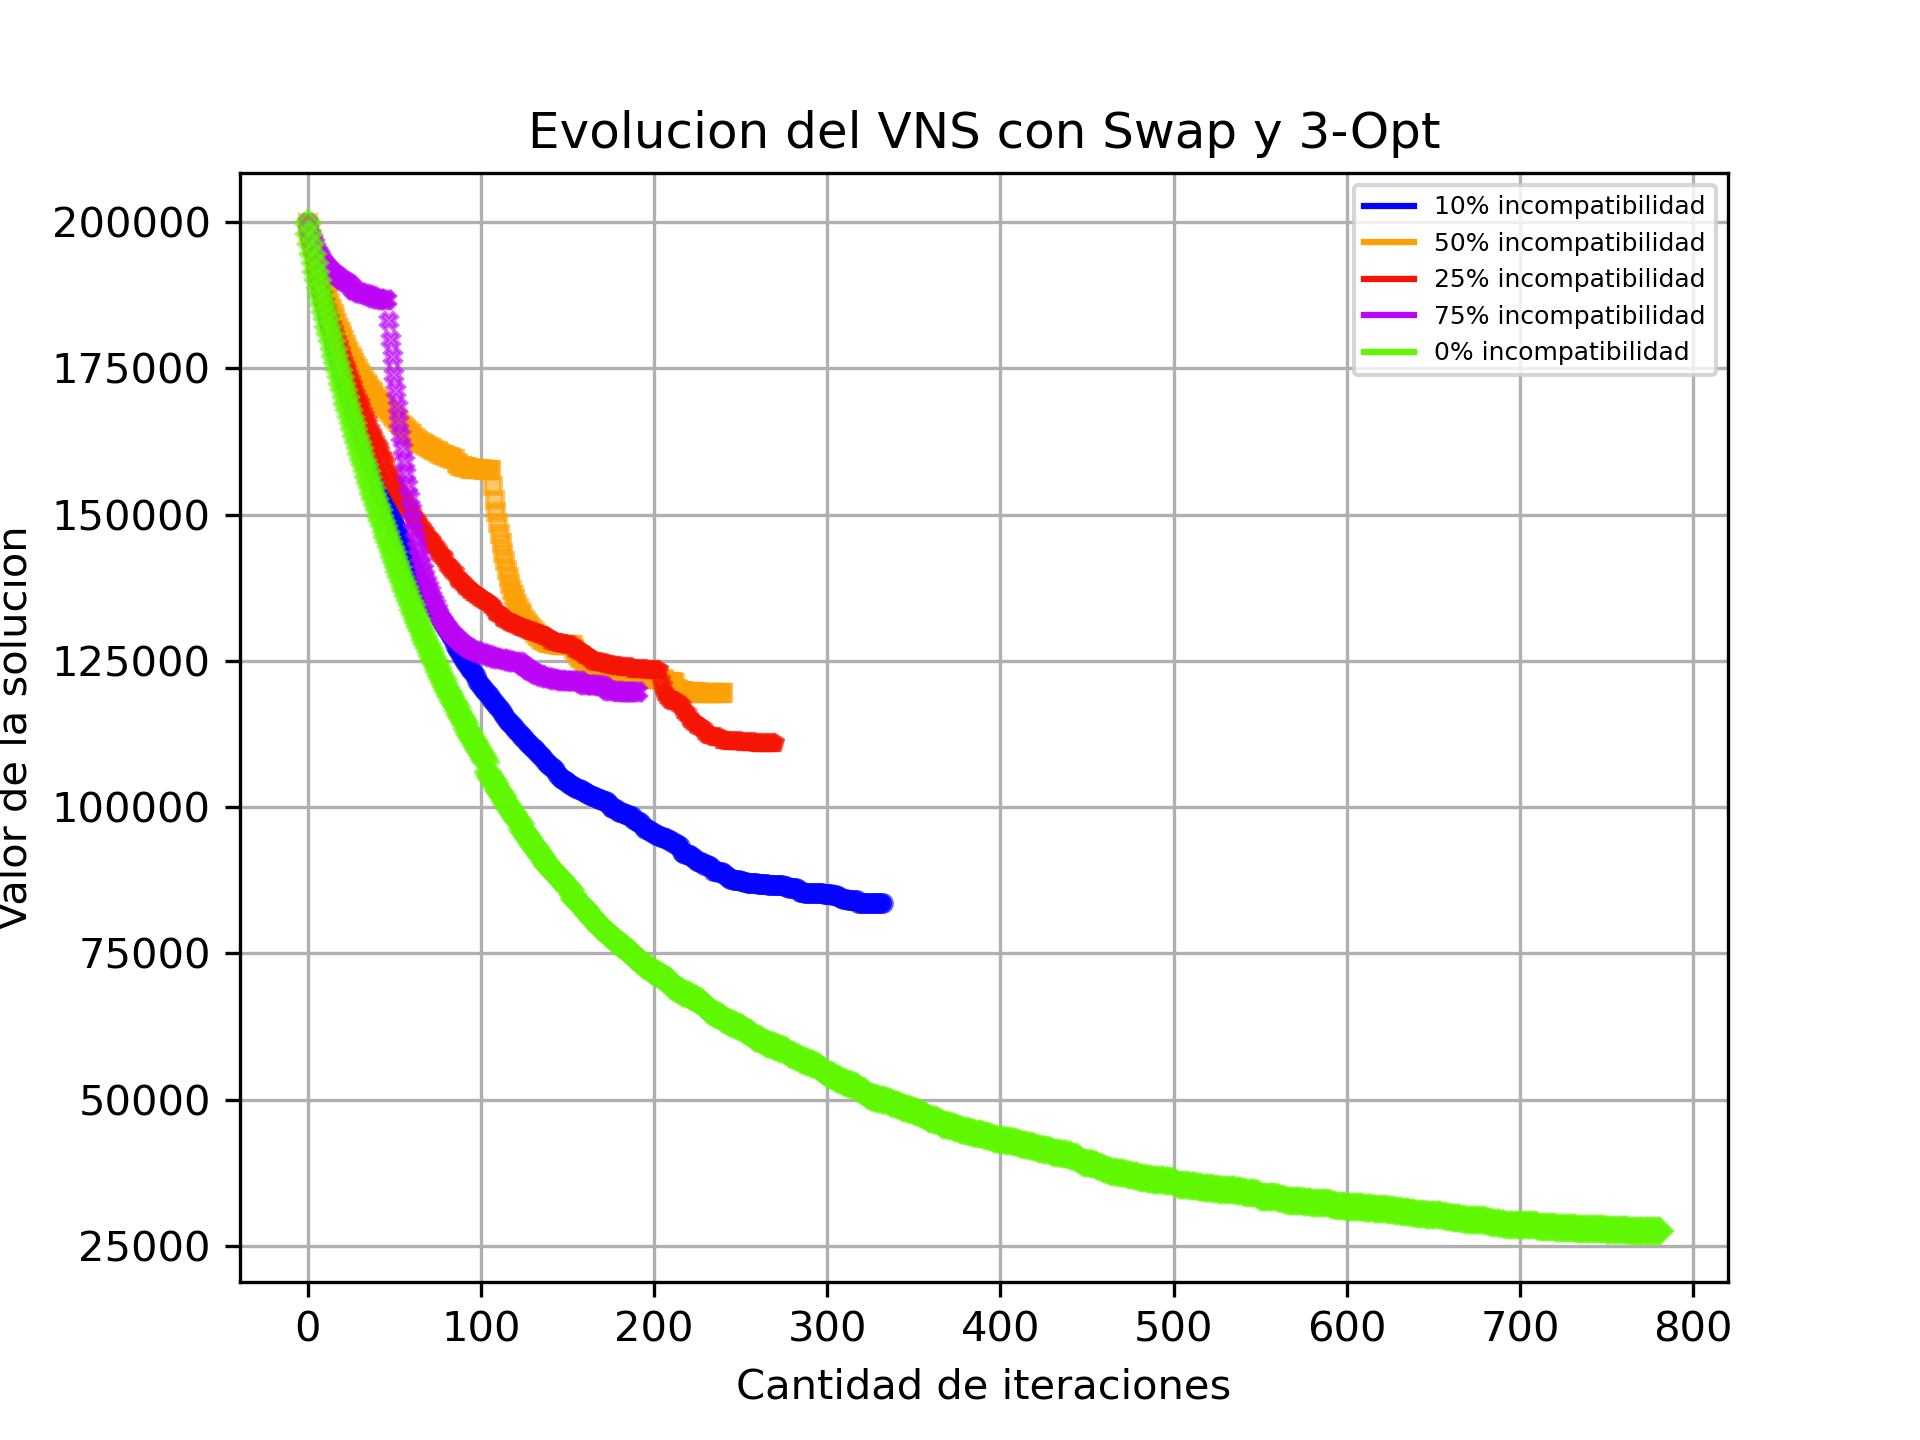 Evolucion del VNS con Swap y 3-Opt
10% incompatibilidad
50% incompatibilidad
25% incompatibilidad
75% incompatibilidad
0% incompatibilidad
Valor de la solucion
200000
175000
150000
125000
100000
75000
50000
25000
0 100 200 300 400 500 600 700 800
Cantidad de iteraciones